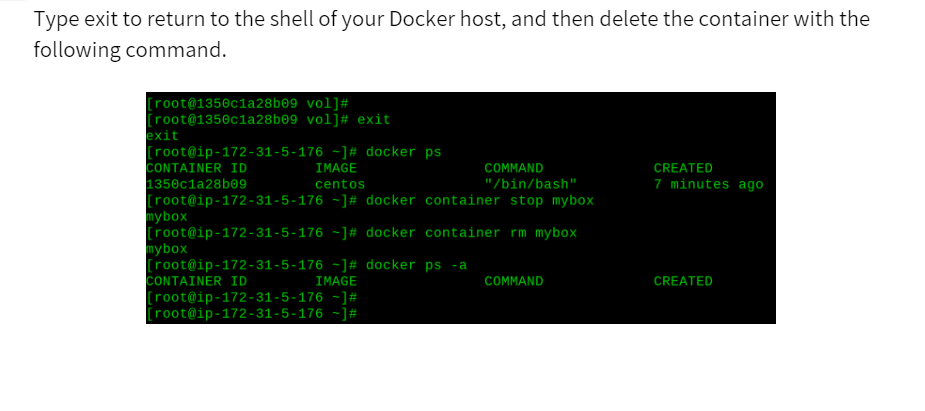 Type exit to return to the shell of your Docker host, and then delete the container with the
following command.
[root@1350c1a28b09 vol]#
[root@1350c1a28b09 vol]# exit
exit
[root@ip-172-31-5-176 ~]# docker ps
CONTAINER ID IMAGE COMMAND CREATED
1350c1a28b09 centos "/bin/bash" 7 minutes ago
[root@ip-172-31-5-176 ~]# docker container stop mybox
mybox
[root@ip-172-31-5-176 ~]# docker container rm mybox
mybox
[root@ip-172-31-5-176 ~]# docker ps -a
CONTAINER ID IMAGE COMMAND CREATED
[root@ip-172-31-5-176 ~]#
[root@ip-172-31-5-176 ~]#